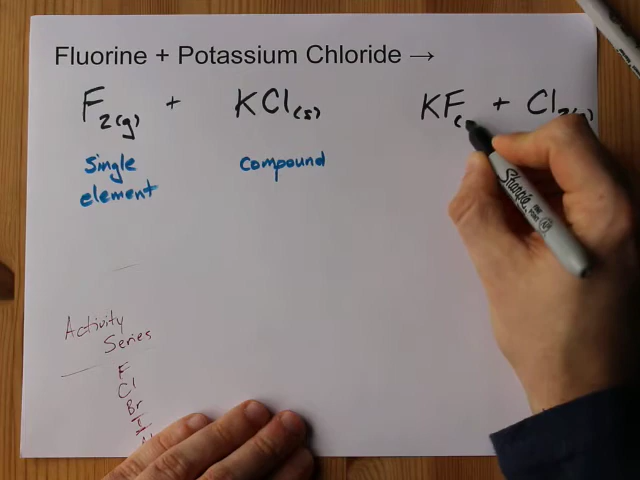 Fluorine + Potassium Chloride →
F2(g) + KCl(s) KF( + Cl2(g)
Single element
compound
Activity
Series
F
Cl
Br
I
Sharpie